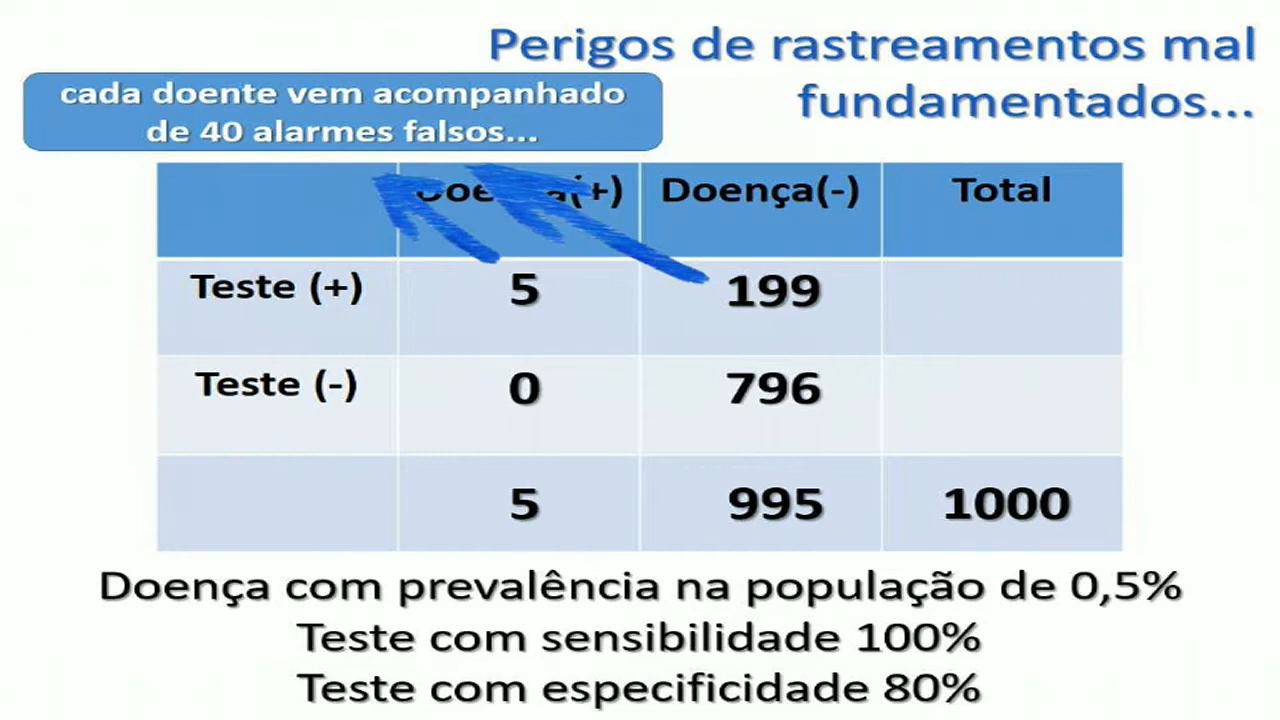 Perigos de rastreamentos mal
fundamentados...
cada doente vem acompanhado
de 40 alarmes falsos...
Doença(-) Total
Teste (+) 5 199
Teste (-) 0 796
5 995 1000
Doença com prevalência na população de 0,5%
Teste com sensibilidade 100%
Teste com especificidade 80%